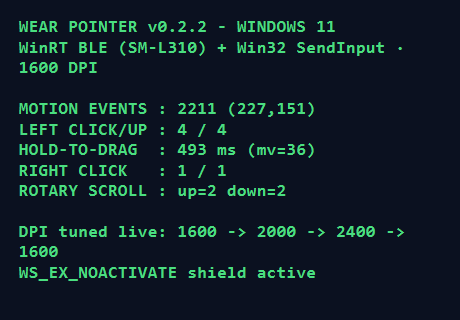 WEAR POINTER v0.2.2 - WINDOWS 11
WinRT BLE (SM-L310) + Win32 SendInput ·
1600 DPI
MOTION EVENTS : 2211 (227,151)
LEFT CLICK/UP : 4 / 4
HOLD-TO-DRAG  : 493 ms (mv=36)
RIGHT CLICK   : 1 / 1
ROTARY SCROLL : up=2 down=2
DPI tuned live: 1600 -> 2000 -> 2400 ->
1600
WS_EX_NOACTIVATE shield active